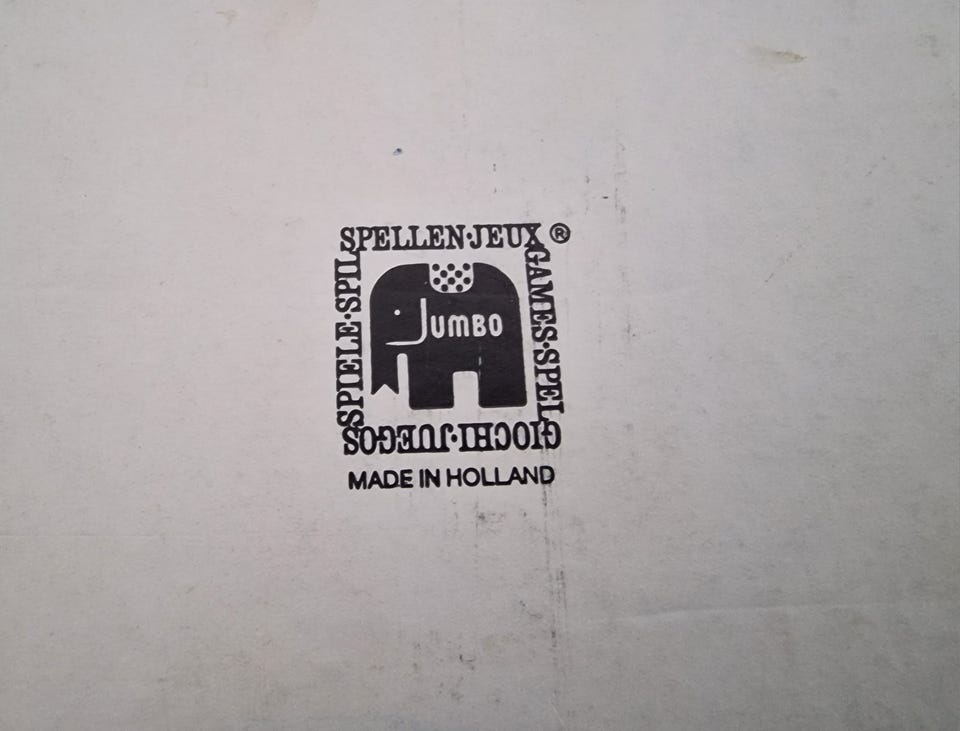 SPELLEN·JEUX ®
GAMES·SPEL
GIOCHI·JUEGOS
SPIELE·SPIL
JUMBO
MADE IN HOLLAND